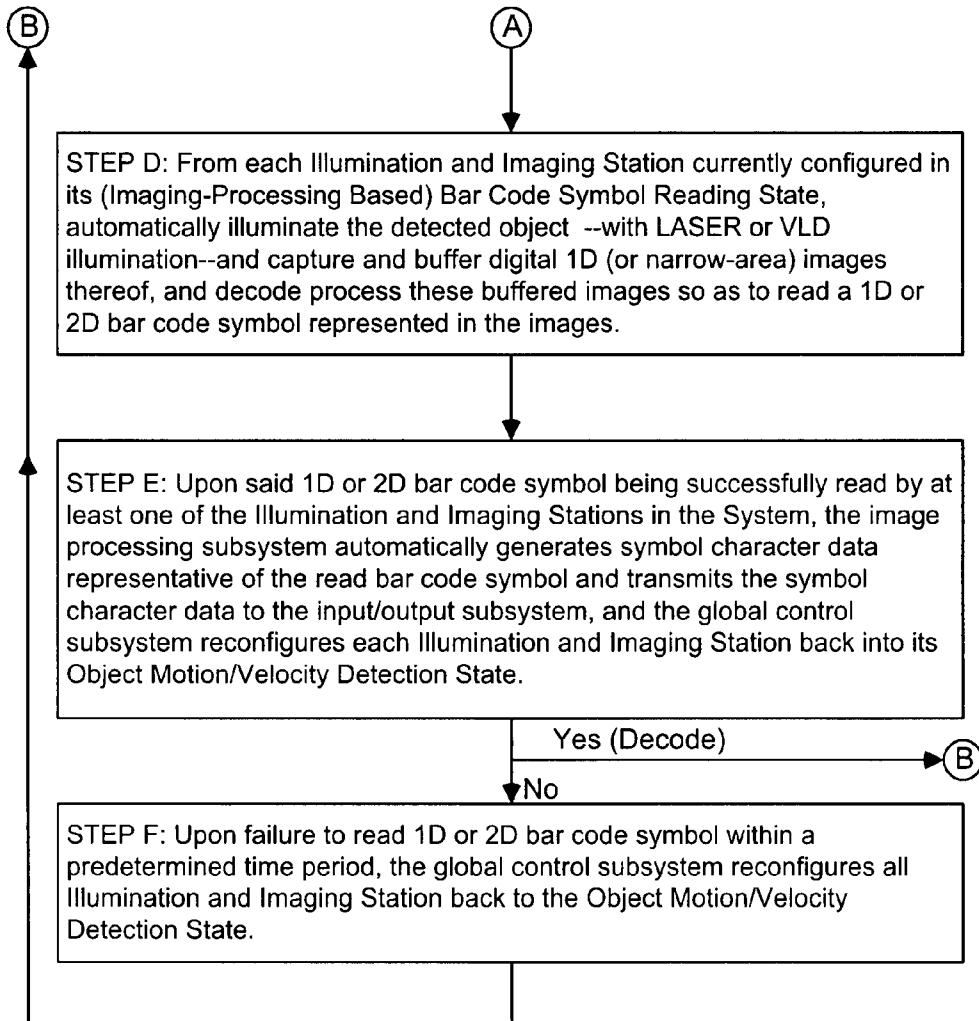 B
A
STEP D: From each Illumination and Imaging Station currently configured in
its (Imaging-Processing Based) Bar Code Symbol Reading State,
automatically illuminate the detected object --with LASER or VLD
illumination--and capture and buffer digital 1D (or narrow-area) images
thereof, and decode process these buffered images so as to read a 1D or
2D bar code symbol represented in the images.
STEP E: Upon said 1D or 2D bar code symbol being successfully read by at
least one of the Illumination and Imaging Stations in the System, the image
processing subsystem automatically generates symbol character data
representative of the read bar code symbol and transmits the symbol
character data to the input/output subsystem, and the global control
subsystem reconfigures each Illumination and Imaging Station back into its
Object Motion/Velocity Detection State.
Yes (Decode)
B
No
STEP F: Upon failure to read 1D or 2D bar code symbol within a
predetermined time period, the global control subsystem reconfigures all
Illumination and Imaging Station back to the Object Motion/Velocity
Detection State.